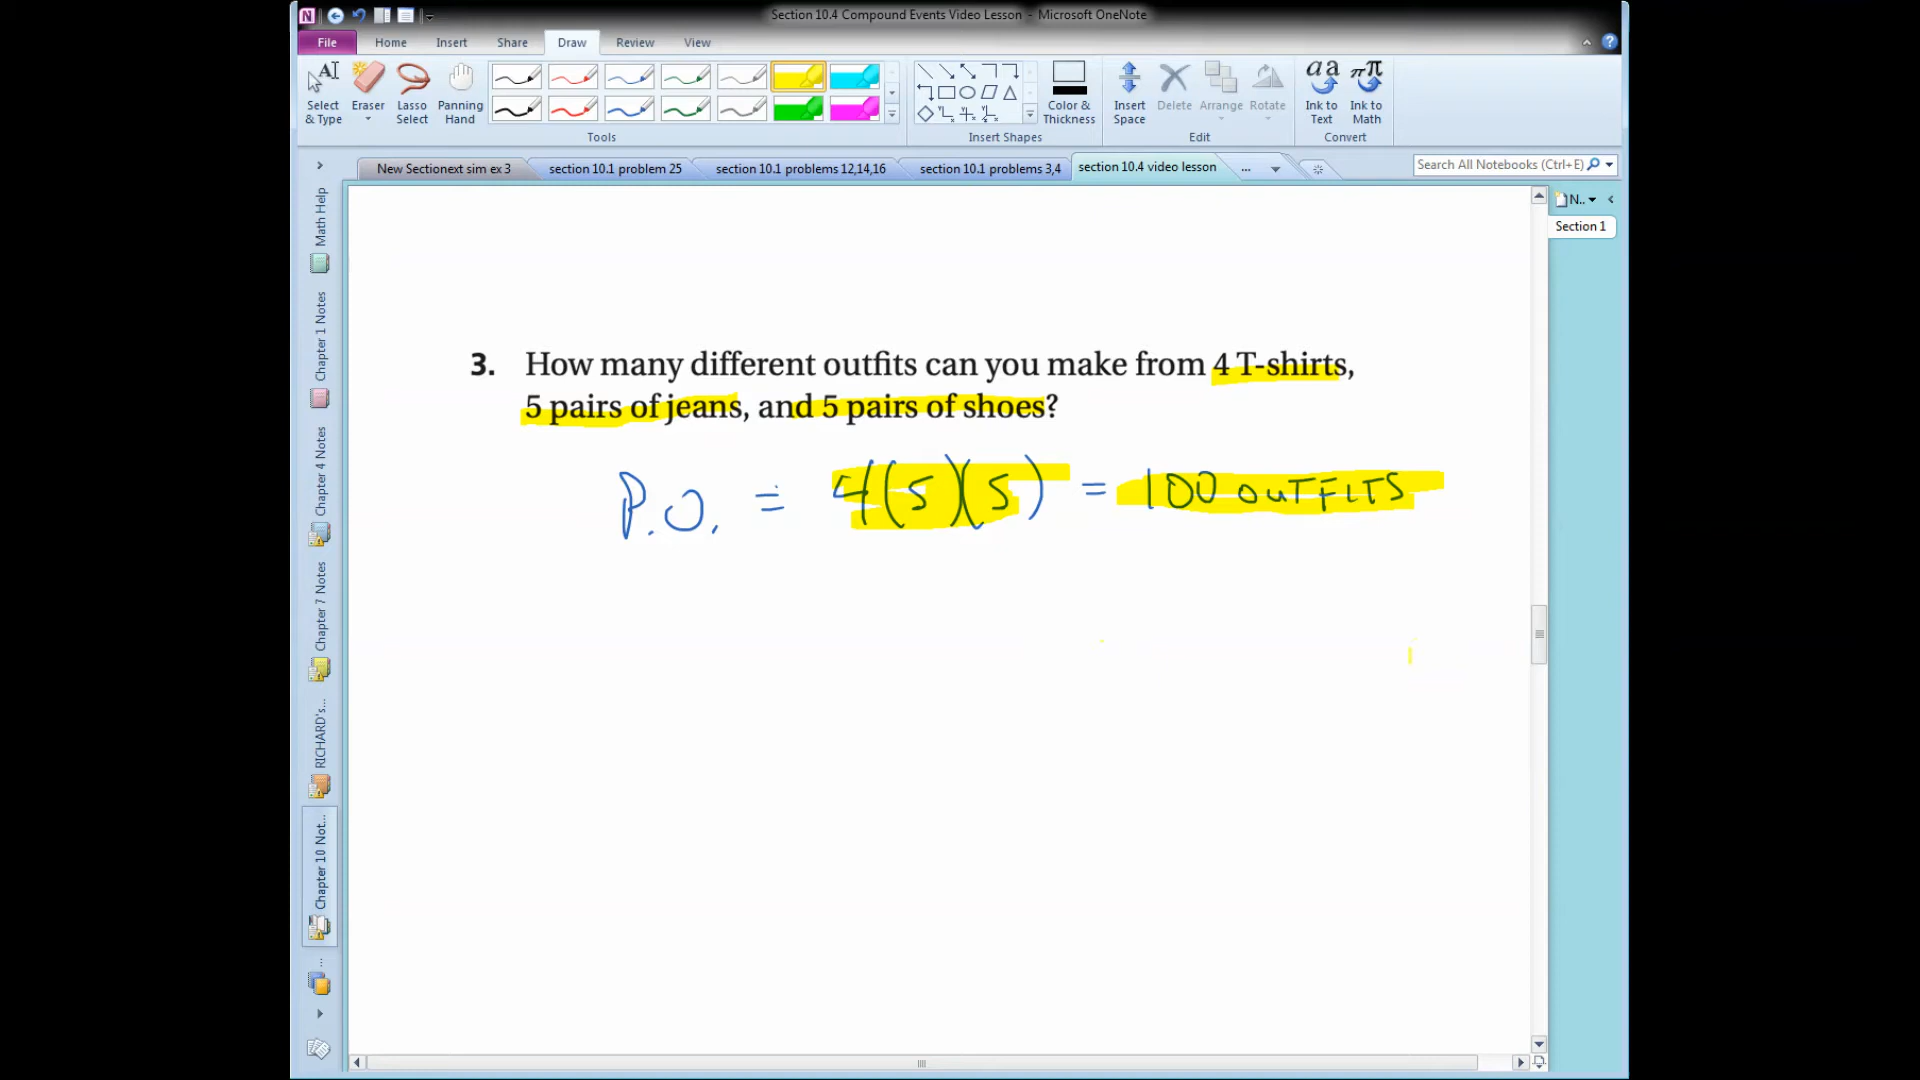 Section 10.4 Compound Events Video Lesson - Microsoft OneNote
File Home Insert Share Draw Review View
Select & Type
Eraser
Lasso Select
Panning Hand
Tools
Insert Shapes
Color & Thickness
Insert Space
Delete
Arrange
Rotate
Edit
Ink to Text
Ink to Math
Convert
New Sectionext sim ex 3
section 10.1 problem 25
section 10.1 problems 12,14,16
section 10.1 problems 3,4
section 10.4 video lesson
...
Search All Notebooks (Ctrl+E)
N..
Section 1
Math Help
Chapter 1 Notes
Chapter 4 Notes
Chapter 7 Notes
RICHARD's...
Chapter 10 Not...
3. How many different outfits can you make from 4 T-shirts,
5 pairs of jeans, and 5 pairs of shoes?
P.O. = 4(5)(5) = 100 OUTFITS